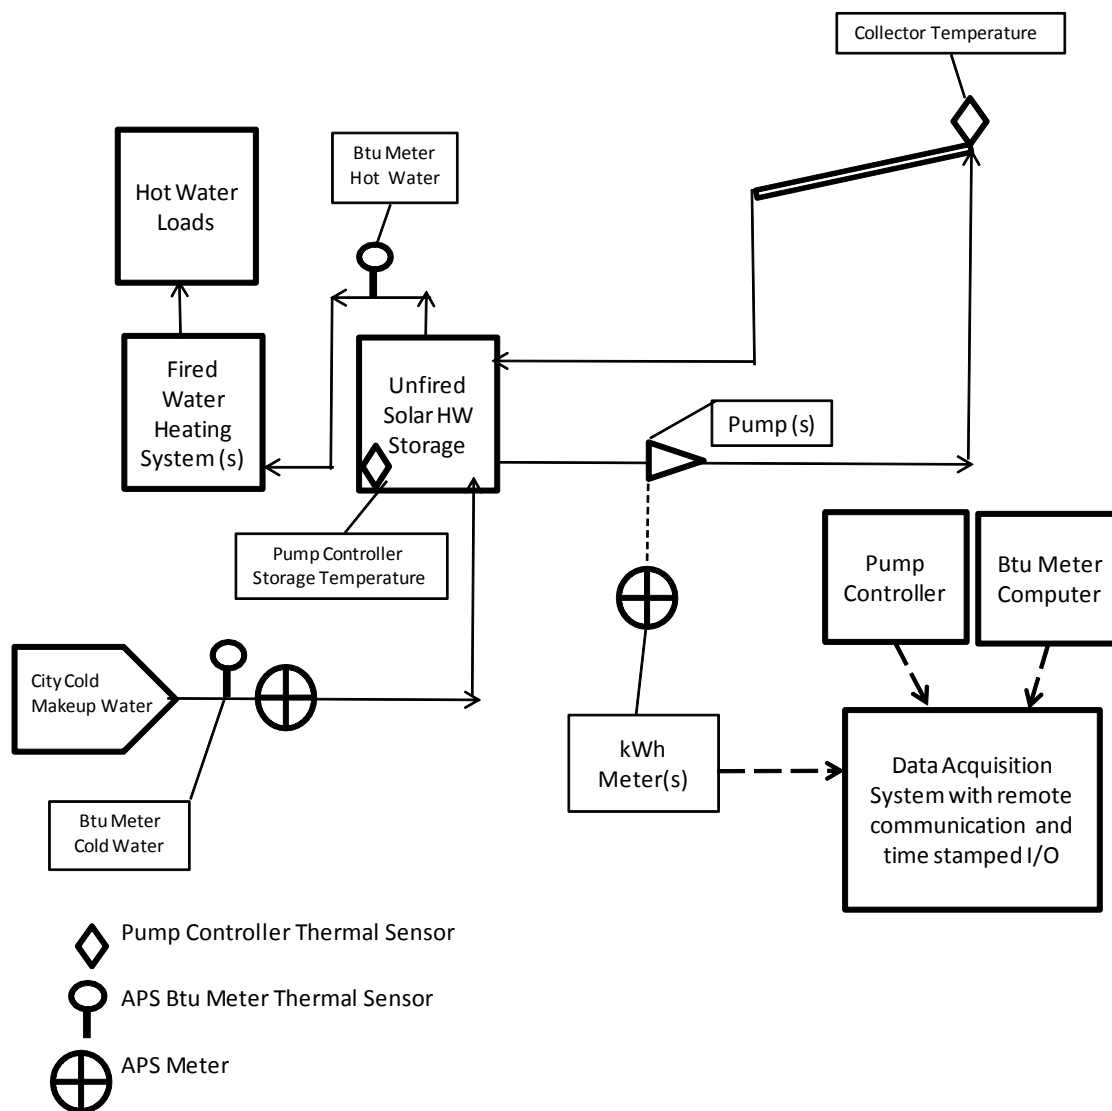 Collector Temperature
Btu Meter
Hot Water
Hot Water
Loads
Fired
Water
Heating
System (s)
Unfired
Solar HW
Storage
Pump (s)
Pump Controller
Storage Temperature
Pump
Controller
Btu Meter
Computer
City Cold
Makeup Water
kWh
Meter(s)
Data Acquisition
System with remote
communication and
time stamped I/O
Btu Meter
Cold Water
Pump Controller Thermal Sensor
APS Btu Meter Thermal Sensor
APS Meter